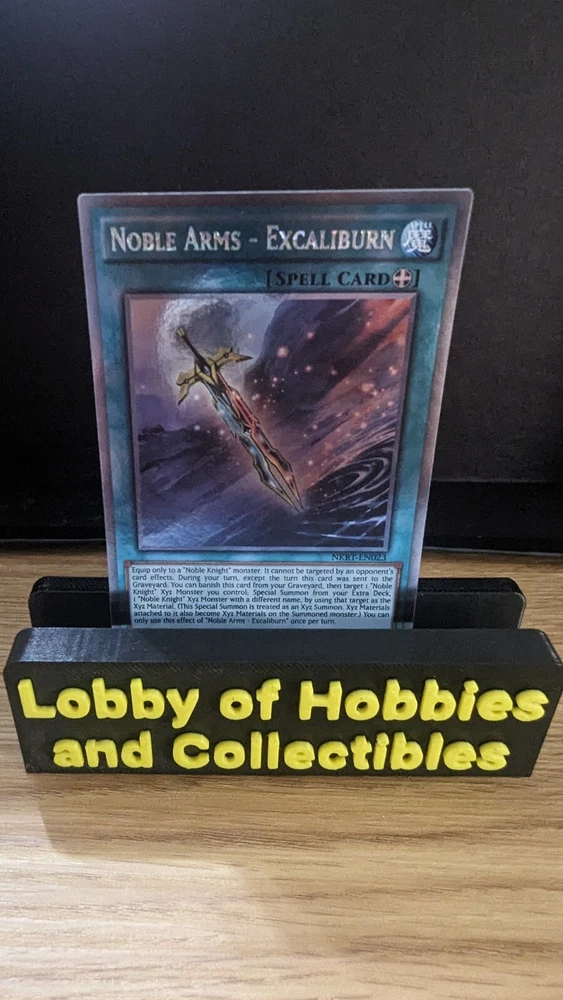 NOBLE ARMS - EXCALIBURN
SPELL
魔
[SPELL CARD]
NKRT-EN023
Equip only to a "Noble Knight" monster. It cannot be targeted by an opponent's
card effects. During your turn, except the turn this card was sent to the
Graveyard: You can banish this card from your Graveyard, then target 1 "Noble
Knight" Xyz Monster you control; Special Summon from your Extra Deck,
1 "Noble Knight" Xyz Monster with a different name, by using that target as the
Xyz Material. (This Special Summon is treated as an Xyz Summon. Xyz Materials
attached to it also become Xyz Materials on the Summoned monster.) You can
only use this effect of "Noble Arms - Excaliburn" once per turn.
Lobby of Hobbies
and Collectibles